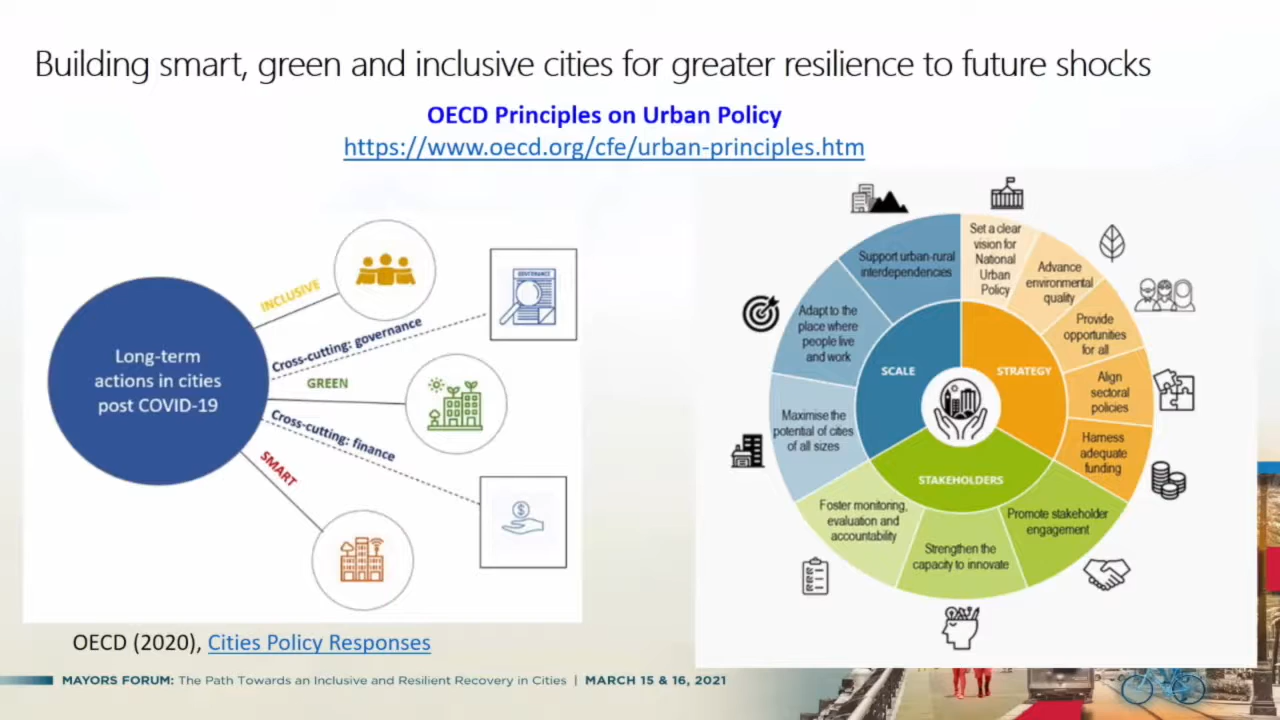 Building smart, green and inclusive cities for greater resilience to future shocks
OECD Principles on Urban Policy
https://www.oecd.org/cfe/urban-principles.htm
Long-term
actions in cities
post COVID-19
INCLUSIVE
Cross-cutting: governance
GOVERNANCE
GREEN
Cross-cutting: finance
SMART
OECD (2020), Cities Policy Responses
SCALE
STRATEGY
STAKEHOLDERS
Set a clear
vision for
National
Urban
Policy
Advance
environmental
quality
Provide
opportunities
for all
Align
sectoral
policies
Harness
adequate
funding
Promote stakeholder
engagement
Strengthen the
capacity to innovate
Foster monitoring,
evaluation and
accountability
Maximise the
potential of cities
of all sizes
Adapt to the
place where
people live
and work
Support urban-rural
interdependencies
MAYORS FORUM: The Path Towards an Inclusive and Resilient Recovery in Cities | MARCH 15 & 16, 2021